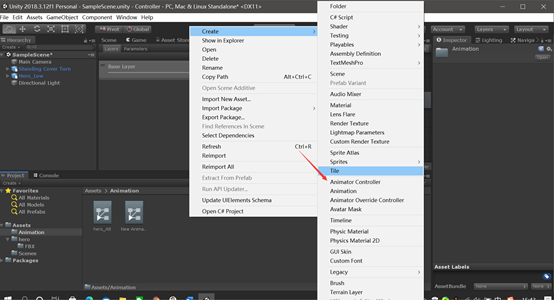 Unity 2018.3.12f1 Personal - SampleScene.unity - Controller - PC, Mac & Linux Standalone* <DX11>
File Edit Assets GameObject Component Window Help
Pivot Global
Account Layers Layout
Hierarchy
Create
SampleScene*
Main Camera
Standing Cover Turn
Directional Light
Scene Game Asset Store
Layers Parameters
Base Layer
Create
Show in Explorer
Open
Delete
Rename
Copy Path Alt+Ctrl+C
Open Scene Additive
Import New Asset...
Import Package
Export Package...
Find References In Scene
Select Dependencies
Refresh Ctrl+R
Reimport
Reimport All
Extract From Prefab
Run API Updater...
Update UIElements Schema
Open C# Project
Folder
C# Script
Shader
Testing
Playables
Assembly Definition
TextMeshPro
Scene
Prefab Variant
Audio Mixer
Material
Lens Flare
Render Texture
Lightmap Parameters
Custom Render Texture
Sprite Atlas
Sprites
Tile
Animator Controller
Animation
Animator Override Controller
Avatar Mask
Timeline
Physic Material
Physics Material 2D
GUI Skin
Custom Font
Legacy
Brush
Terrain Layer
Inspector Lighting Naviga
Animation
Open
Asset Labels
AssetBundle None None
Project
Create
Favorites
All Materials
All Models
All Prefabs
Assets
Animation
hero
FBX
Scenes
Packages
Assets Animation
New Anima...
Assets/Animation